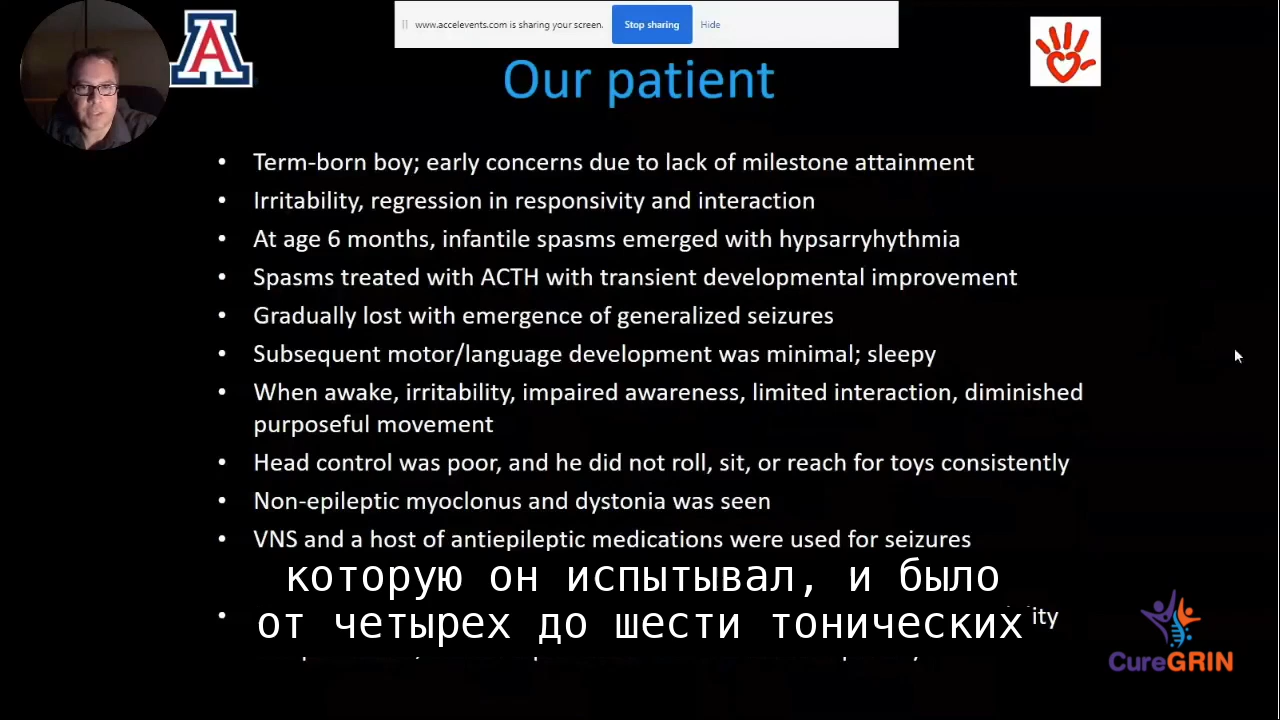 www.accelevents.com is sharing your screen.
Stop sharing
Hide
A
Our patient
• Term-born boy; early concerns due to lack of milestone attainment
• Irritability, regression in responsivity and interaction
• At age 6 months, infantile spasms emerged with hypsarryhythmia
• Spasms treated with ACTH with transient developmental improvement
• Gradually lost with emergence of generalized seizures
• Subsequent motor/language development was minimal; sleepy
• When awake, irritability, impaired awareness, limited interaction, diminished
purposeful movement
• Head control was poor, and he did not roll, sit, or reach for toys consistently
• Non-epileptic myoclonus and dystonia was seen
• VNS and a host of antiepileptic medications were used for seizures
которую он испытывал, и было
от четырех до шести тонических
CureGRIN